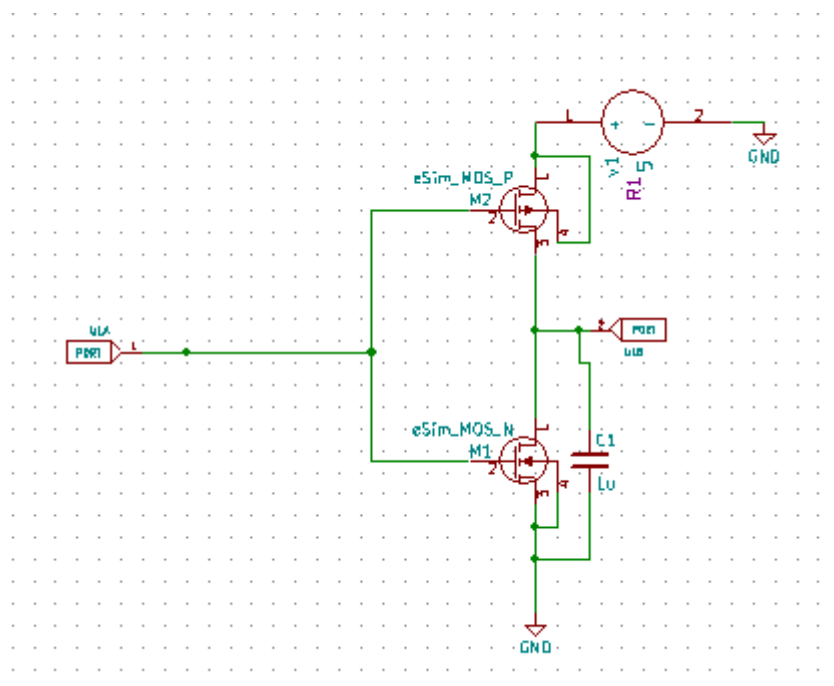 1
2
GND
v1
5
R1
eSim_MOS_P
M2
1
2
4
3
U1A
PORT
1
2
PORT
U1B
eSim_MOS_N
M1
1
2
4
3
C1
1u
GND